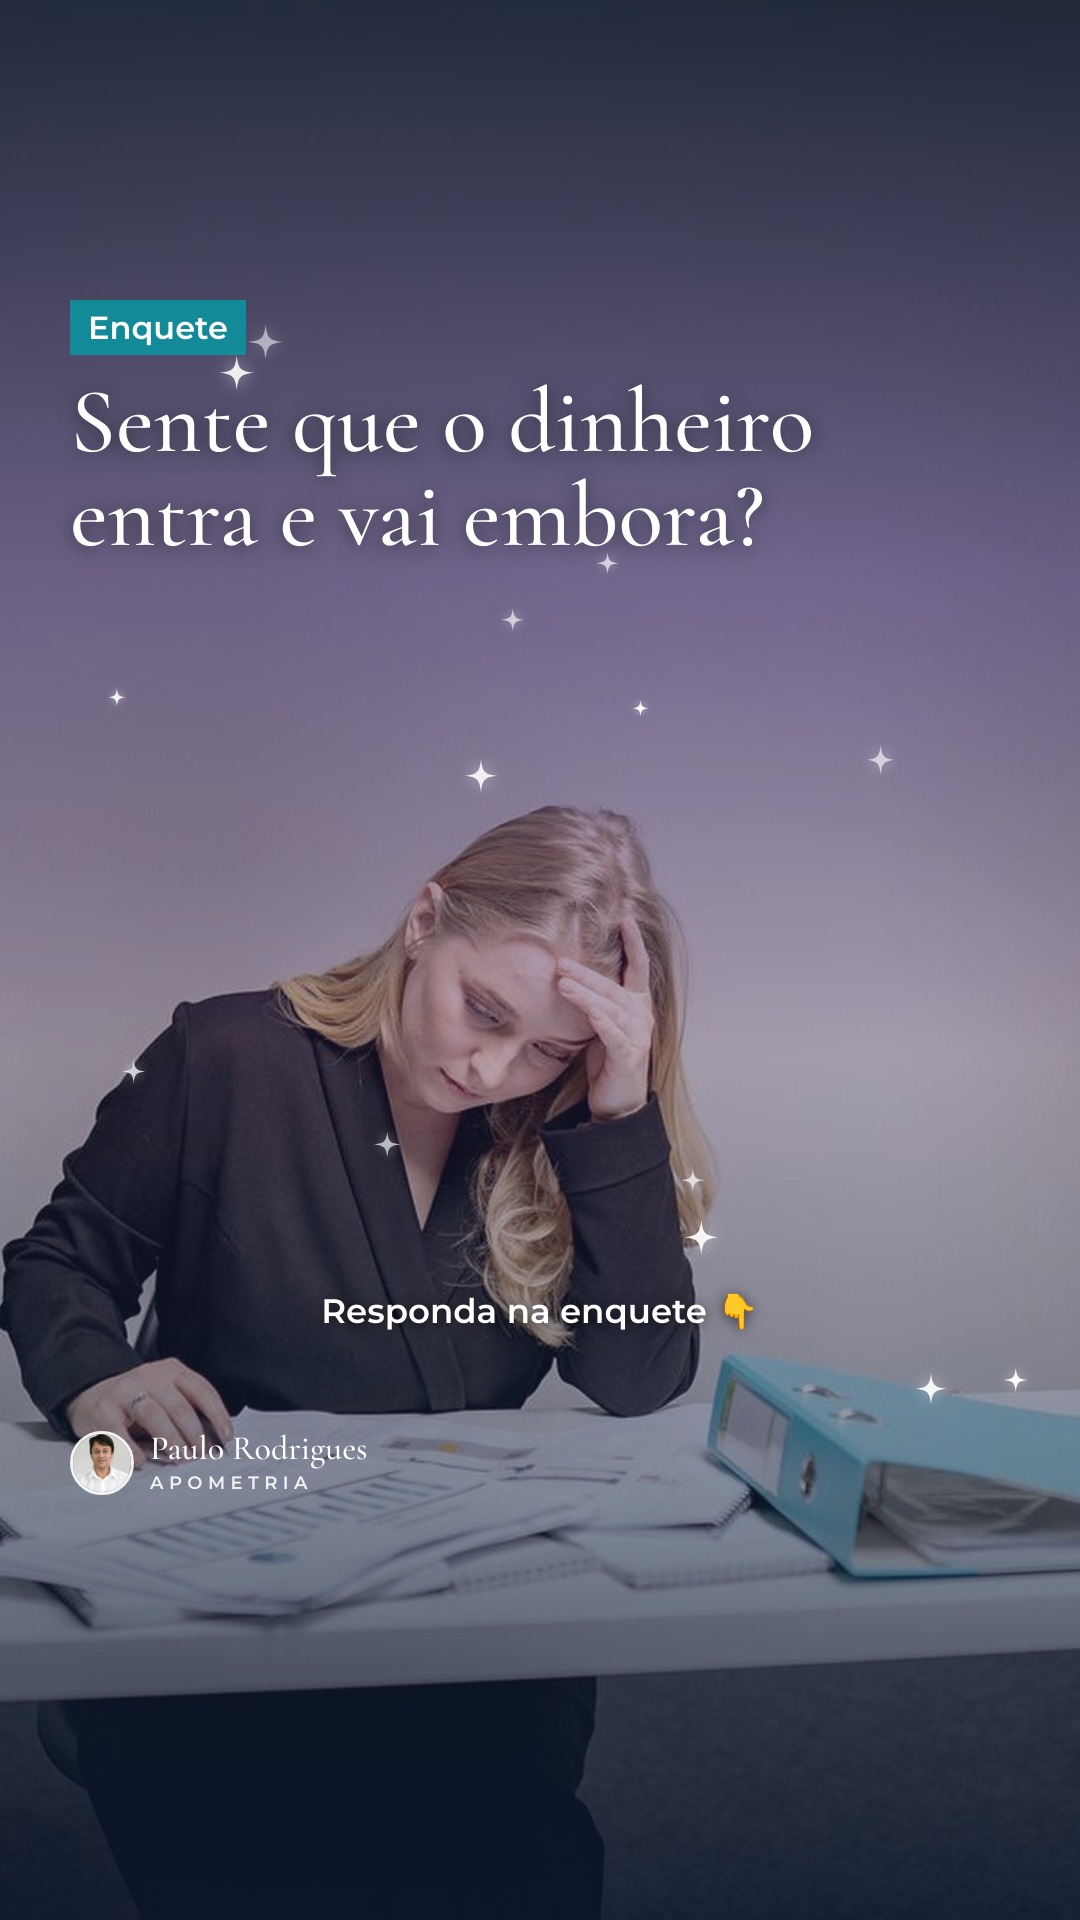 Enquete
Sente que o dinheiro
entra e vai embora?
Responda na enquete 👇
Paulo Rodrigues
APOMETRIA